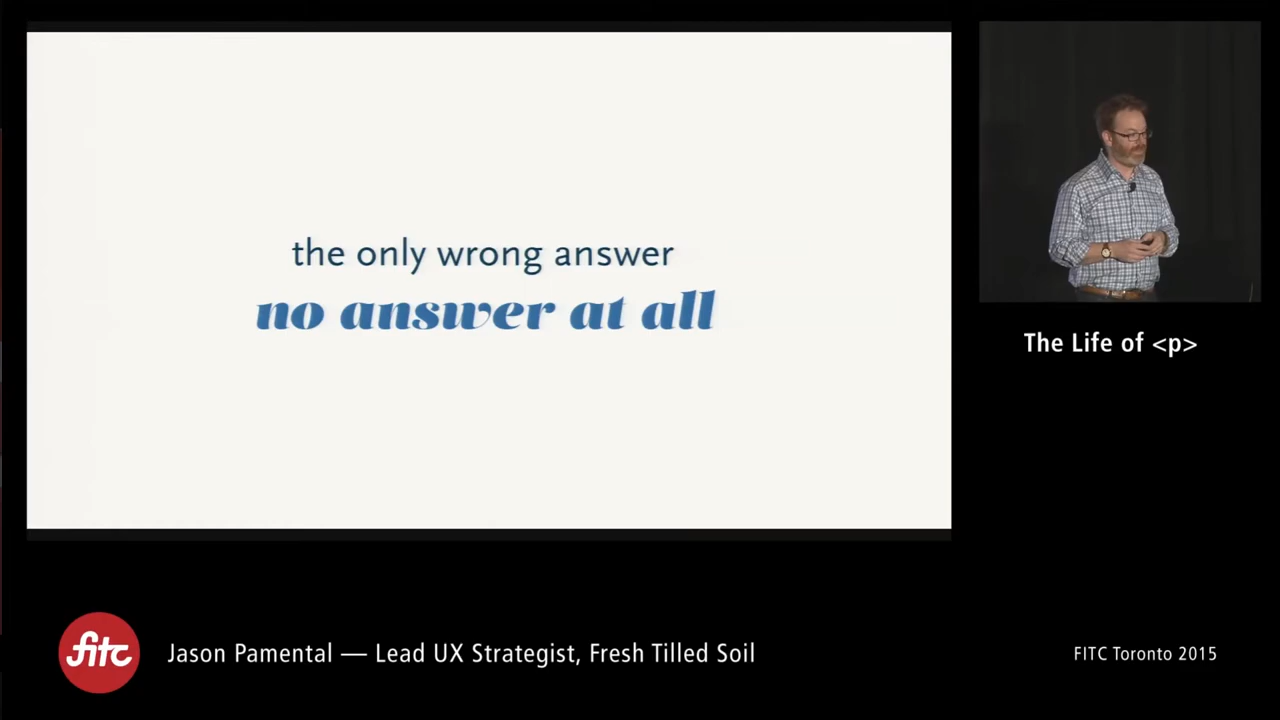 the only wrong answer
no answer at all
The Life of <p>
fitc
Jason Pamental — Lead UX Strategist, Fresh Tilled Soil
FITC Toronto 2015